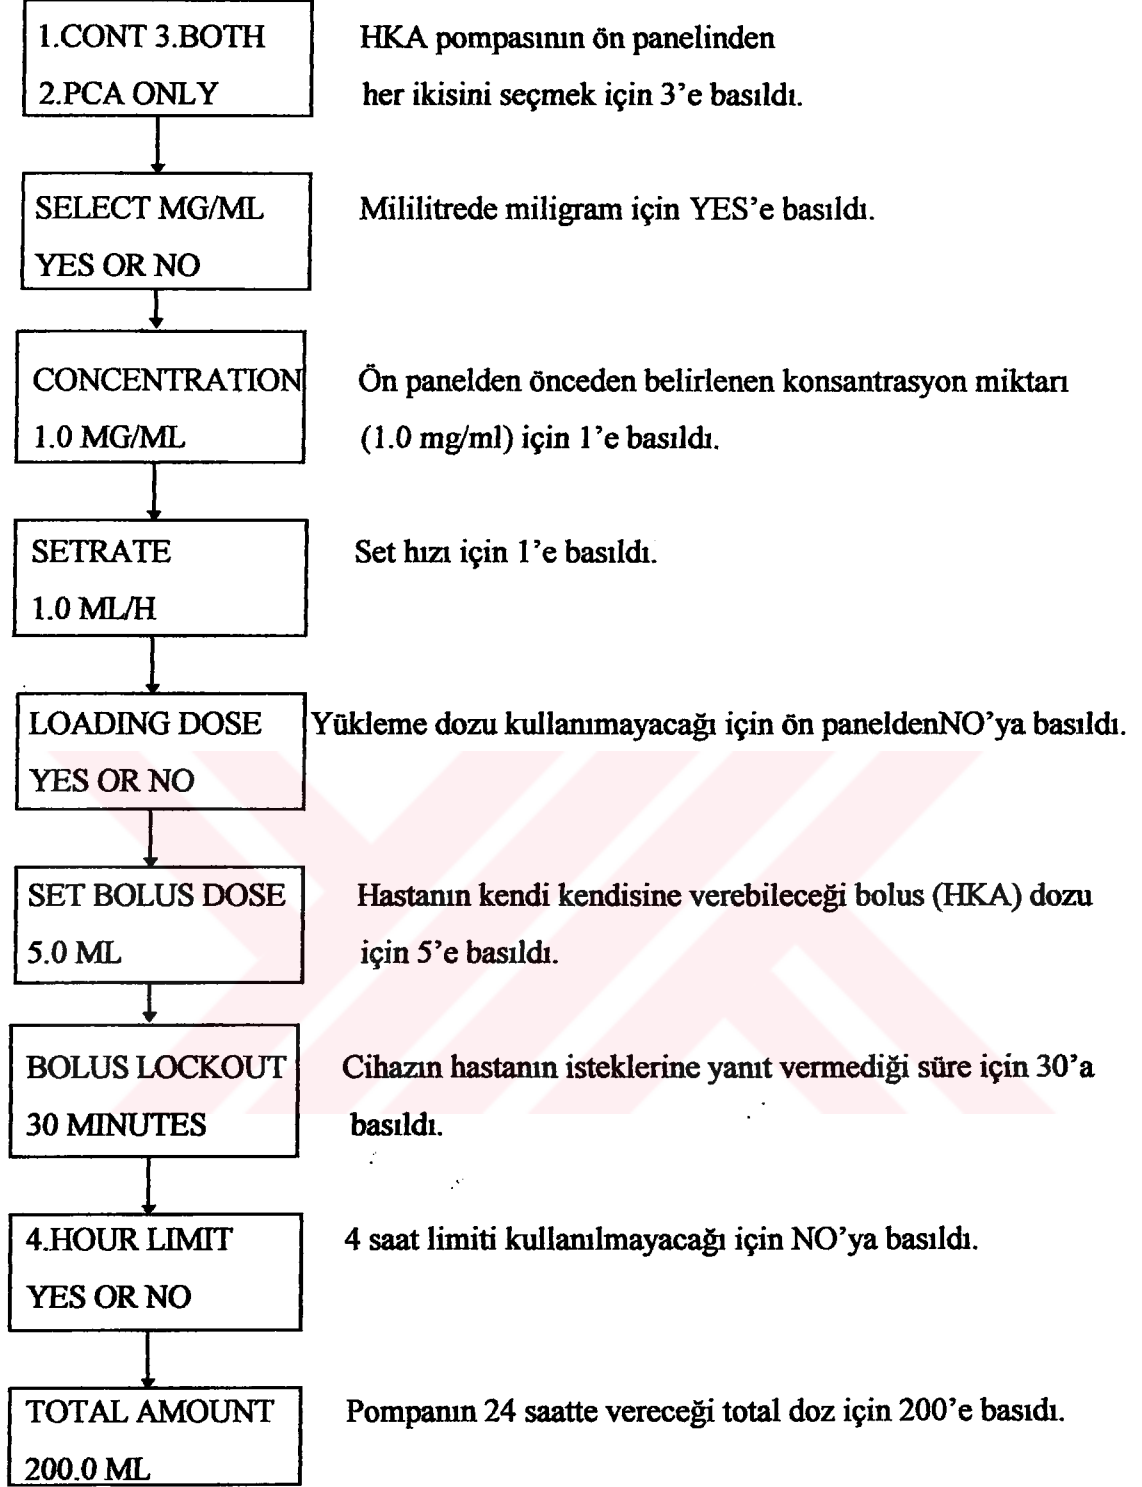 1.CONT 3.BOTH
2.PCA ONLY
HKA pompasının ön panelinden
her ikisini seçmek için 3’e basıldı.
SELECT MG/ML
YES OR NO
Mililitrede miligram için YES’e basıldı.
CONCENTRATION
1.0 MG/ML
Ön panelden önceden belirlenen konsantrasyon miktarı
(1.0 mg/ml) için 1’e basıldı.
SETRATE
1.0 ML/H
Set hızı için 1’e basıldı.
LOADING DOSE
YES OR NO
Yükleme dozu kullanımayacağı için ön paneldenNO’ya basıldı.
SET BOLUS DOSE
5.0 ML
Hastanın kendi kendisine verebileceği bolus (HKA) dozu
için 5’e basıldı.
BOLUS LOCKOUT
30 MINUTES
Cihazın hastanın isteklerine yanıt vermediği süre için 30’a
basıldı.
4.HOUR LIMIT
YES OR NO
4 saat limiti kullanılmayacağı için NO’ya basıldı.
TOTAL AMOUNT
200.0 ML
Pompanın 24 saatte vereceği total doz için 200’e basıdı.